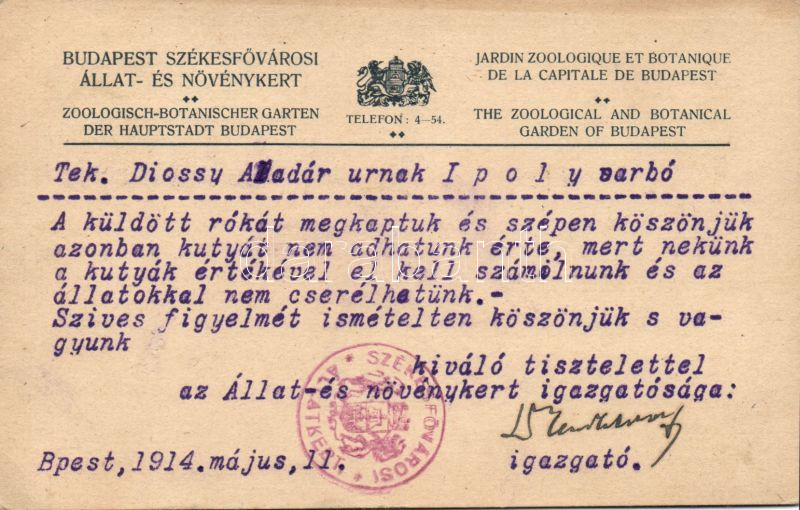 BUDAPEST SZÉKESFŐVÁROSI
ÁLLAT- ÉS NÖVÉNYKERT
ZOOLOGISCH-BOTANISCHER GARTEN
DER HAUPTSTADT BUDAPEST
TELEFON: 4—54.
JARDIN ZOOLOGIQUE ET BOTANIQUE
DE LA CAPITALE DE BUDAPEST
THE ZOOLOGICAL AND BOTANICAL
GARDEN OF BUDAPEST
Tek. Diossy Aladár urnak I p o l y varbó
A küldött rókát megkaptuk és szépen köszönjük
azonban kutyát nem adhatunk érte, mert nekünk
a kutyák értékével el kell számolnunk és az
állatokkal nem cserélhetünk.-
Szives figyelmét ismételten köszönjük s va-
gyunk
kiváló tisztelettel
az Állat-és növénykert igazgatósága:
Bpest,1914.május,11.
igazgató.
SZÉKESFŐVÁROSI ÁLLATKERT
darabanth